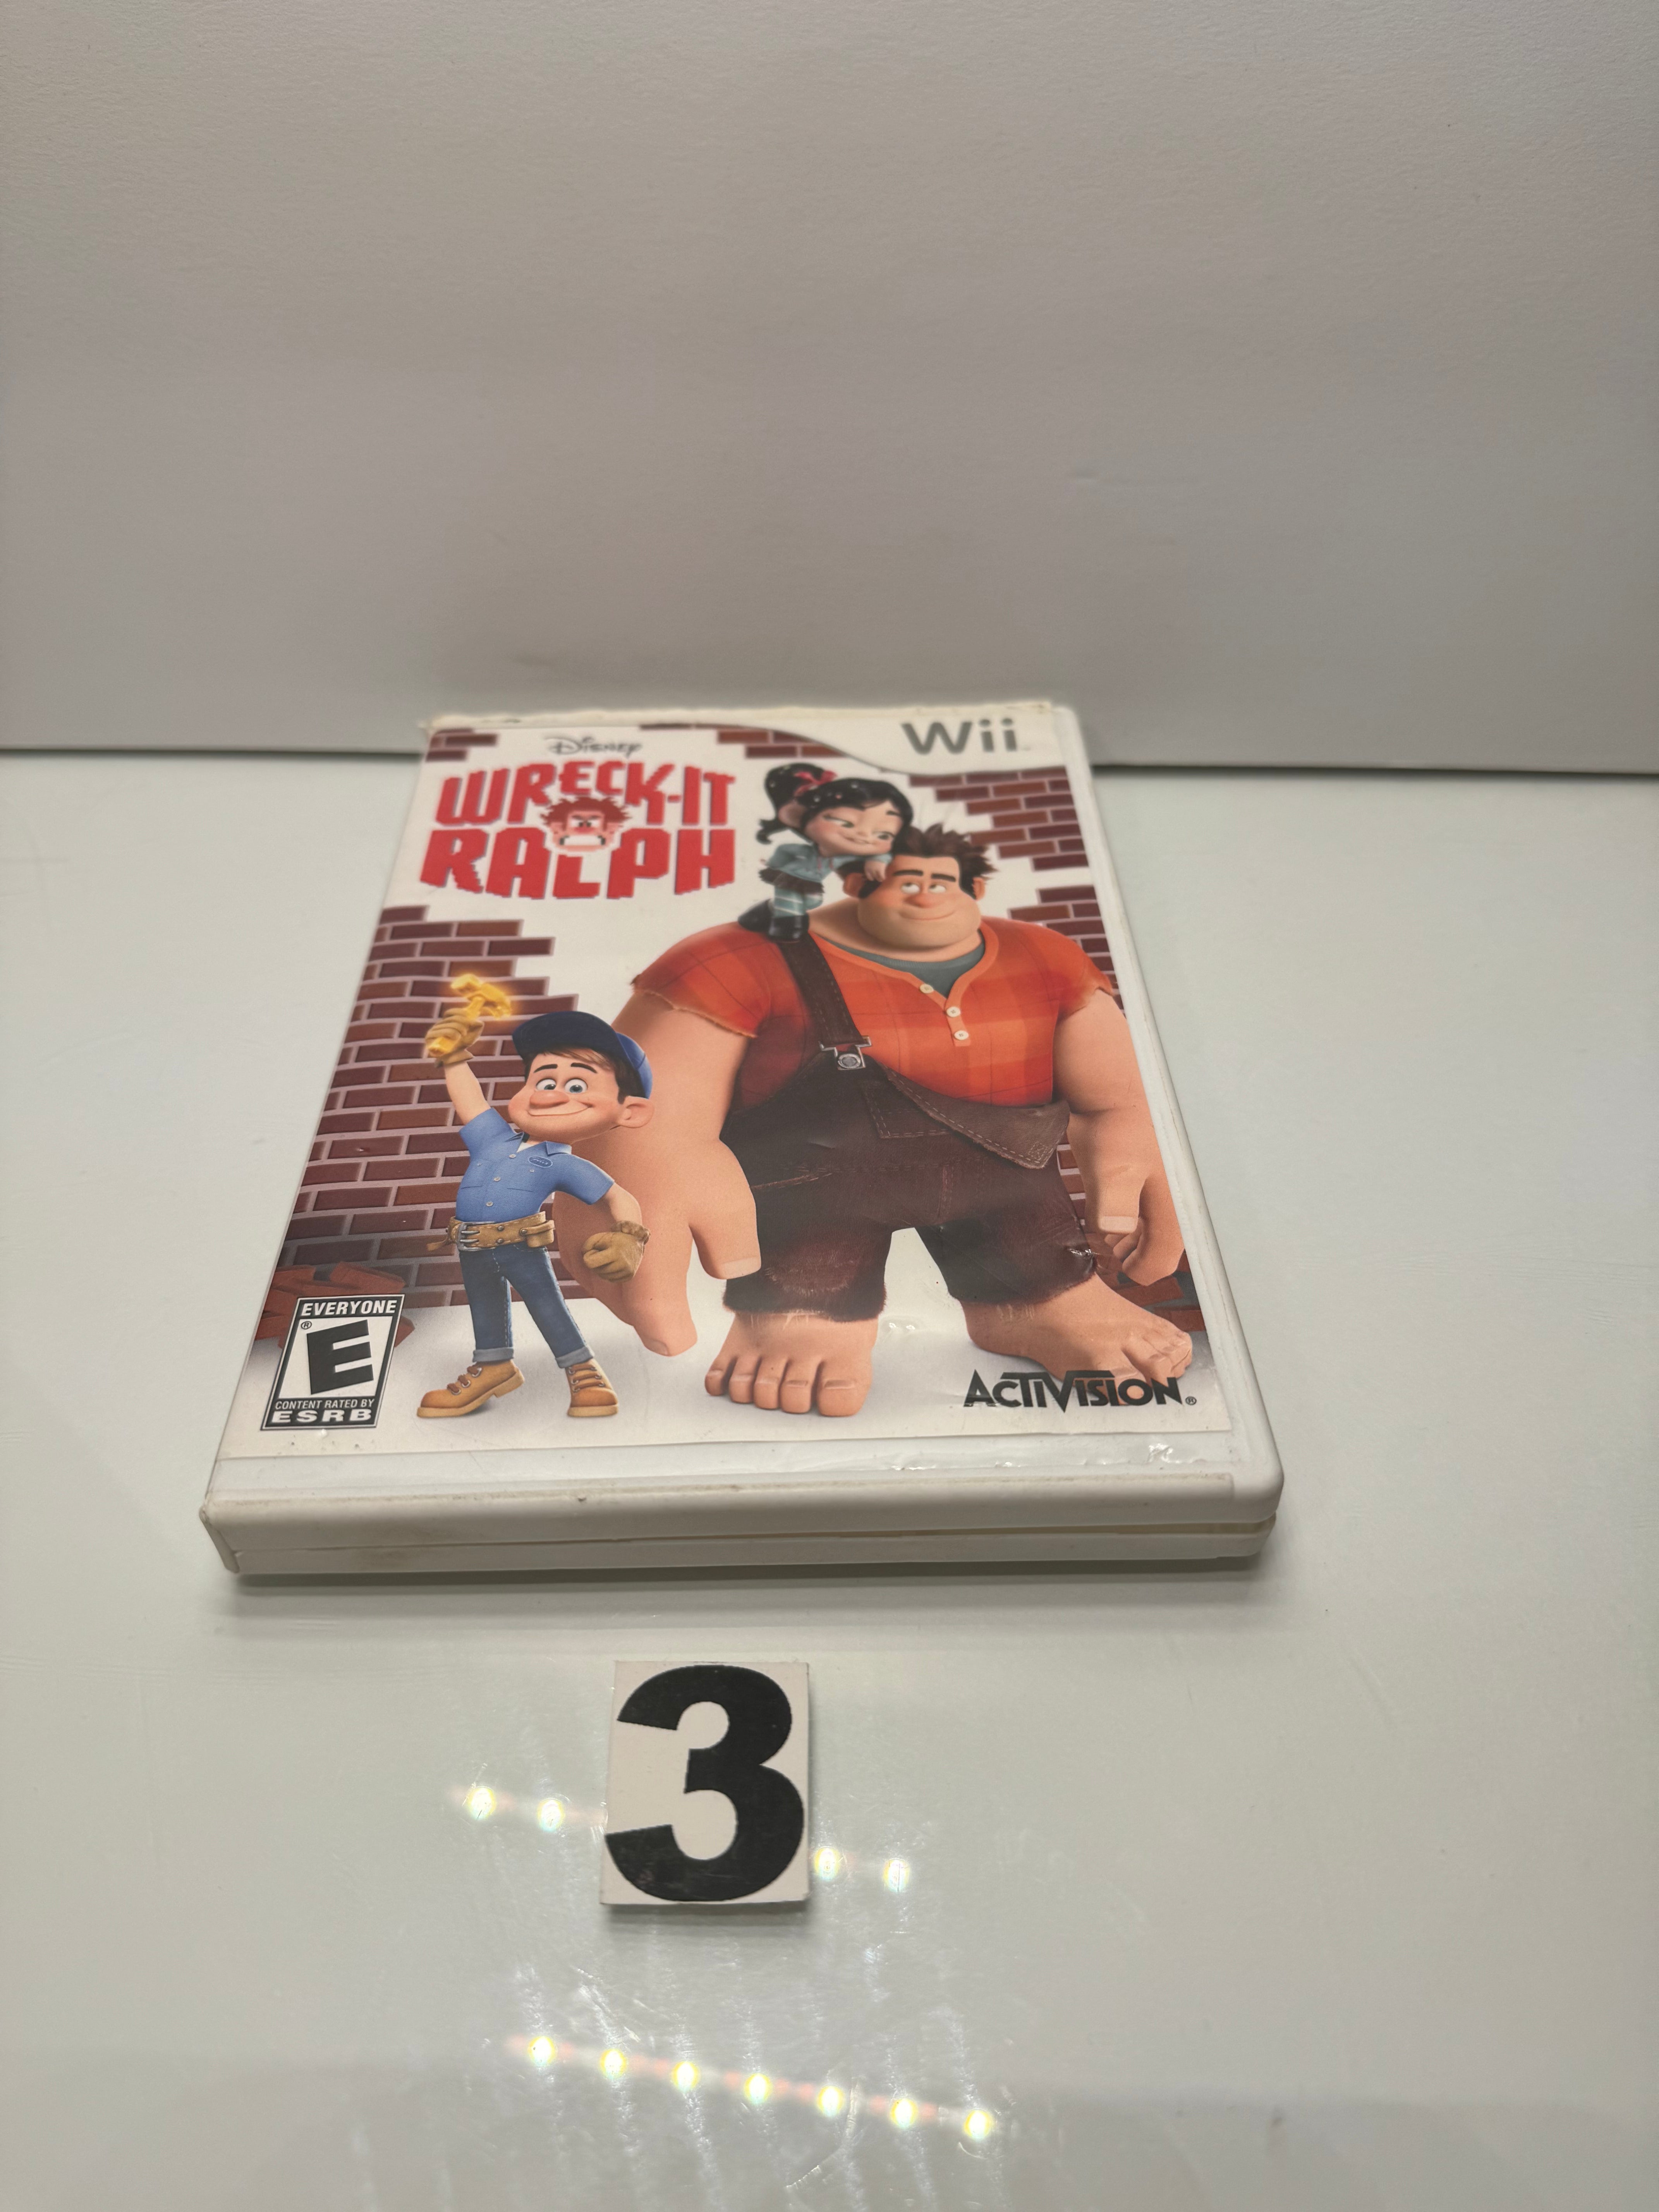 Disney
Wii
WRECK-IT
RALPH
EVERYONE
E
®
CONTENT RATED BY
ESRB
ACTIVISION®
3